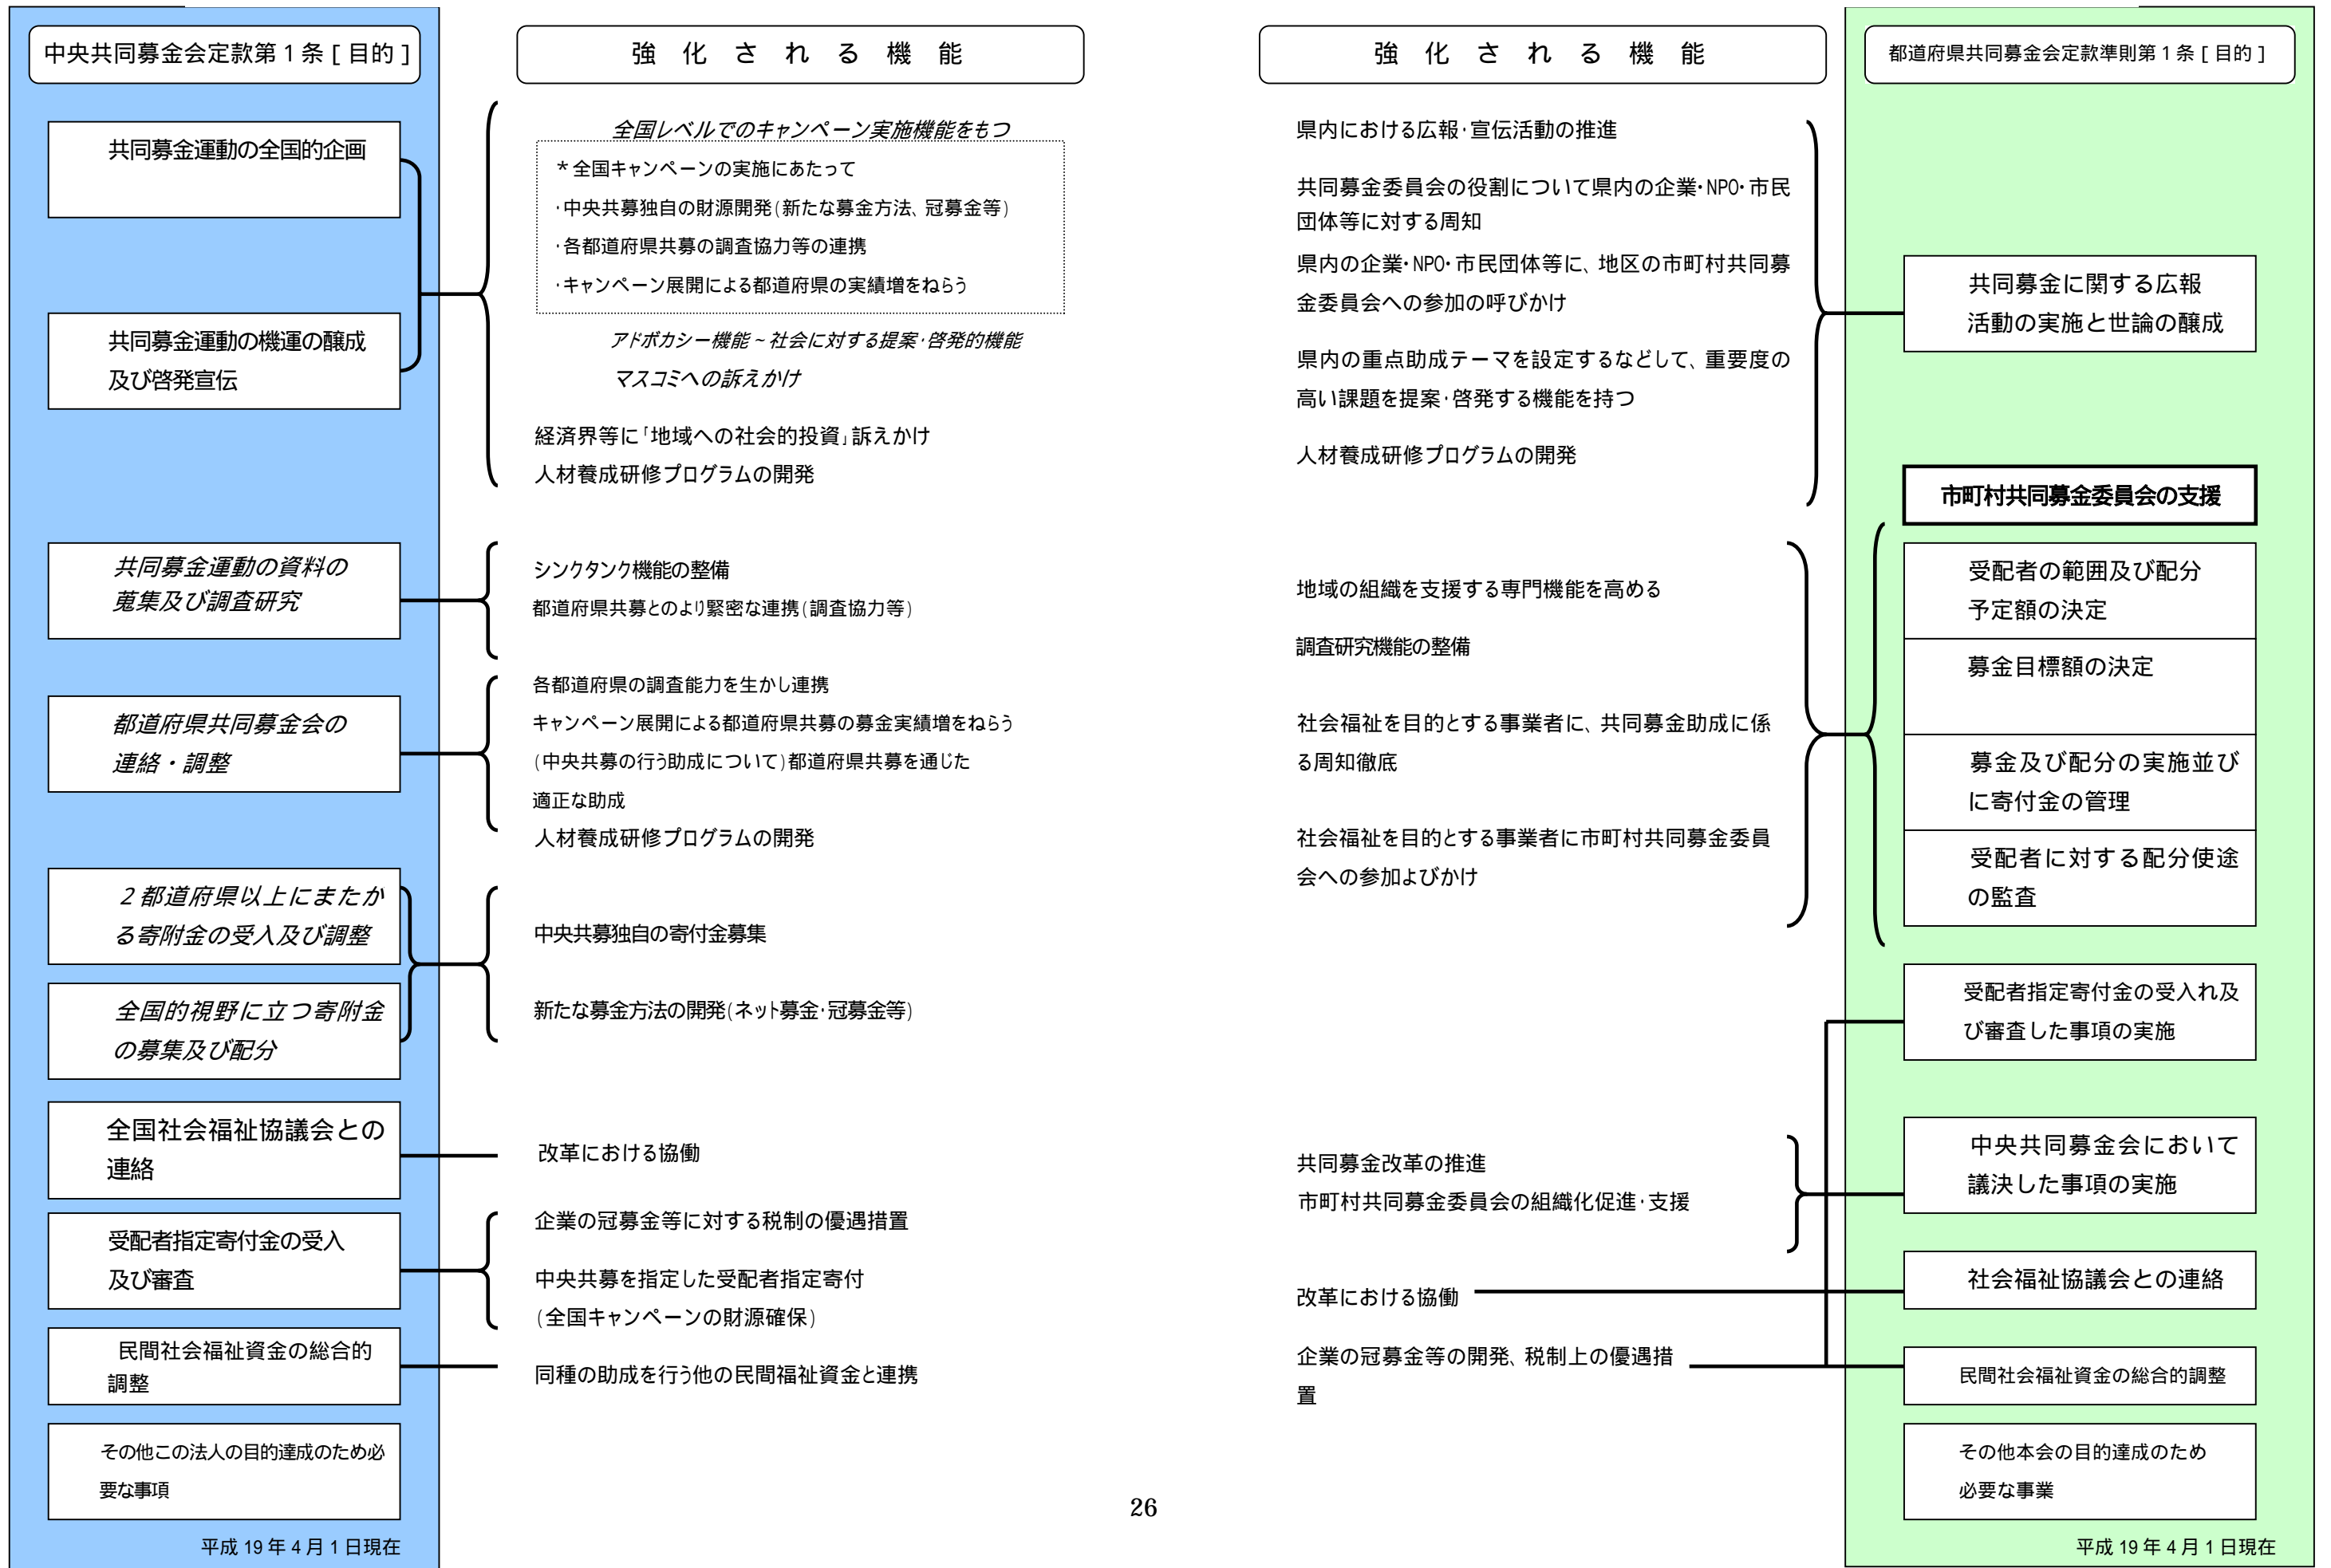 中央共同募金会定款第1条[目的]
共同募金運動の全国的企画
共同募金運動の機運の醸成
及び啓発宣伝
共同募金運動の資料の
蒐集及び調査研究
都道府県共同募金会の
連絡・調整
2都道府県以上にまたか
る寄附金の受入及び調整
全国的視野に立つ寄附金
の募集及び配分
全国社会福祉協議会との
連絡
受配者指定寄付金の受入
及び審査
民間社会福祉資金の総合的
調整
その他この法人の目的達成のため必
要な事項
平成19年4月1日現在
強化される機能
全国レベルでのキャンペーン実施機能をもつ
*全国キャンペーンの実施にあたって
・中央共募独自の財源開発(新たな募金方法、冠募金等)
・各都道府県共募の調査協力等の連携
・キャンペーン展開による都道府県の実績増をねらう
アドボカシー機能~社会に対する提案・啓発的機能
マスコミへの訴えかけ
経済界等に「地域への社会的投資」訴えかけ
人材養成研修プログラムの開発
シンクタンク機能の整備
都道府県共募とのより緊密な連携(調査協力等)
各都道府県の調査能力を生かし連携
キャンペーン展開による都道府県共募の募金実績増をねらう
(中央共募の行う助成について)都道府県共募を通じた
適正な助成
人材養成研修プログラムの開発
中央共募独自の寄付金募集
新たな募金方法の開発(ネット募金・冠募金等)
改革における協働
企業の冠募金等に対する税制の優遇措置
中央共募を指定した受配者指定寄付
(全国キャンペーンの財源確保)
同種の助成を行う他の民間福祉資金と連携
強化される機能
県内における広報・宣伝活動の推進
共同募金委員会の役割について県内の企業・NPO・市民
団体等に対する周知
県内の企業・NPO・市民団体等に、地区の市町村共同募
金委員会への参加の呼びかけ
県内の重点助成テーマを設定するなどして、重要度の
高い課題を提案・啓発する機能を持つ
人材養成研修プログラムの開発
地域の組織を支援する専門機能を高める
調査研究機能の整備
社会福祉を目的とする事業者に、共同募金助成に係
る周知徹底
社会福祉を目的とする事業者に市町村共同募金委員
会への参加よびかけ
共同募金改革の推進
市町村共同募金委員会の組織化促進・支援
改革における協働
企業の冠募金等の開発、税制上の優遇措
置
都道府県共同募金会定款準則第1条[目的]
共同募金に関する広報
活動の実施と世論の醸成
市町村共同募金委員会の支援
受配者の範囲及び配分
予定額の決定
募金目標額の決定
募金及び配分の実施並び
に寄付金の管理
受配者に対する配分使途
の監査
受配者指定寄付金の受入れ及
び審査した事項の実施
中央共同募金会において
議決した事項の実施
社会福祉協議会との連絡
民間社会福祉資金の総合的調整
その他本会の目的達成のため
必要な事業
平成19年4月1日現在
26